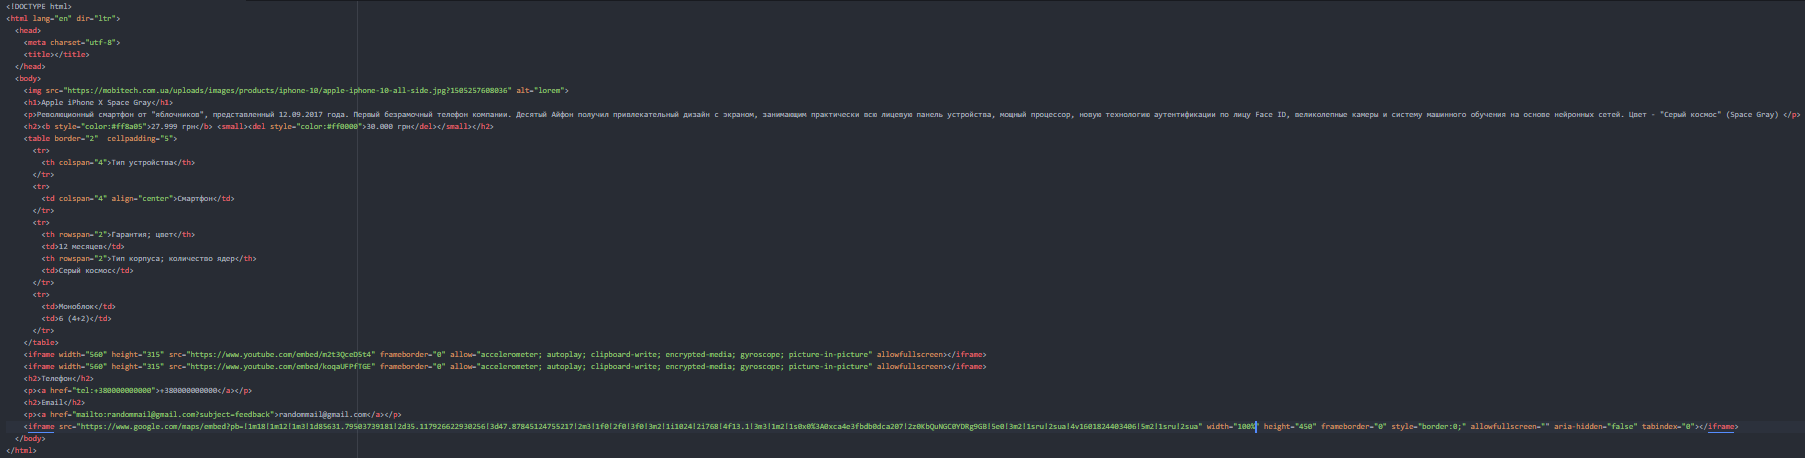 <!DOCTYPE html>
<html lang="en" dir="ltr">
<head>
<meta charset="utf-8">
<title></title>
</head>
<body>
<img src="https://mobitech.com.ua/uploads/images/products/iphone-10/apple-iphone-10-all-side.jpg?1505257608036" alt="lorem">
<h1>Apple iPhone X Space Gray</h1>
<p>Революционный смартфон от "яблочников", представленный 12.09.2017 года. Первый безрамочный телефон компании. Десятый Айфон получил привлекательный дизайн с экраном, занимающим практически всю лицевую панель устройства, мощный процессор, новую технологию аутентификации по лицу Face ID, великолепные камеры и систему машинного обучения на основе нейронных сетей. Цвет - "Серый космос" (Space Gray) </p>
<h2><b style="color:#ff8a05">27.999 грн</b> <small><del style="color:#ff0000">30.000 грн</del></small></h2>
<table border="2" cellpadding="5">
<tr>
<th colspan="4">Тип устройства</th>
</tr>
<tr>
<td colspan="4" align="center">Смартфон</td>
</tr>
<tr>
<th rowspan="2">Гарантия; цвет</th>
<td>12 месяцев</td>
<th rowspan="2">Тип корпуса; количество ядер</th>
<td>Серый космос</td>
</tr>
<tr>
<td>Моноблок</td>
<td>6 (4+2)</td>
</tr>
</table>
<iframe width="560" height="315" src="https://www.youtube.com/embed/m2t3QceDSt4" frameborder="0" allow="accelerometer; autoplay; clipboard-write; encrypted-media; gyroscope; picture-in-picture" allowfullscreen></iframe>
<iframe width="560" height="315" src="https://www.youtube.com/embed/koqaUFPfTGE" frameborder="0" allow="accelerometer; autoplay; clipboard-write; encrypted-media; gyroscope; picture-in-picture" allowfullscreen></iframe>
<h2>Телефон</h2>
<p><a href="tel:+380000000000">+380000000000</a></p>
<h2>Email</h2>
<p><a href="mailto:randommail@gmail.com?subject=feedback">randommail@gmail.com</a></p>
<iframe src="https://www.google.com/maps/embed?pb=!1m18!1m12!1m3!1d85631.79503739181!2d35.117926622930256!3d47.87845124755217!2m3!1f0!2f0!3f0!3m2!1i1024!2i768!4f13.1!3m3!1m2!1s0x0%3A0xca4e3fbdb0dca207!2z0KbQuNGC0YDRg9GB!5e0!3m2!1sru!2sua!4v1601824403406!5m2!1sru!2sua" width="100%" height="450" frameborder="0" style="border:0;" allowfullscreen="" aria-hidden="false" tabindex="0"></iframe>
</body>
</html>